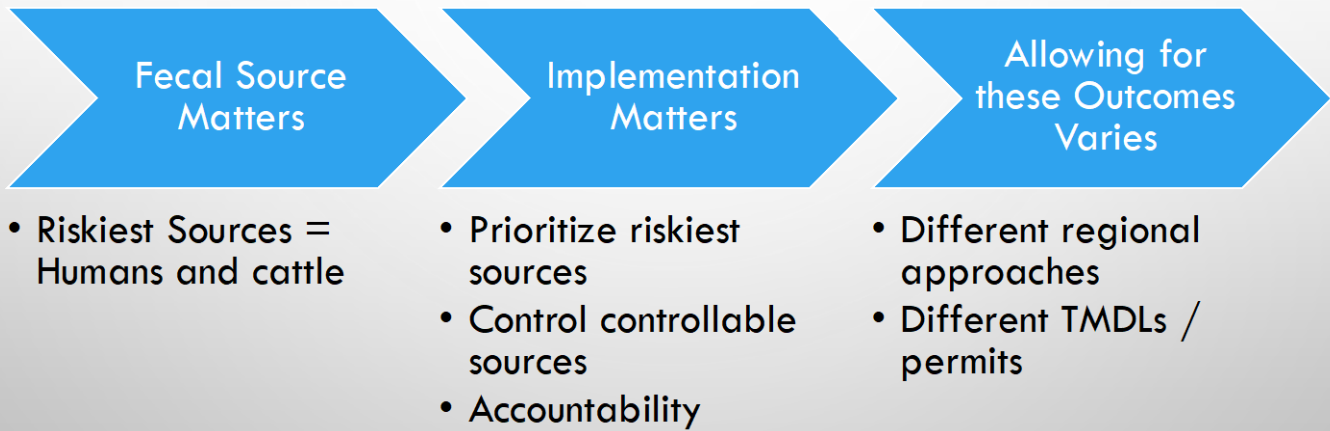 Fecal Source
Matters
• Riskiest Sources =
Humans and cattle
Implementation
Matters
• Prioritize riskiest
sources
• Control controllable
sources
• Accountability
Allowing for
these Outcomes
Varies
• Different regional
approaches
• Different TMDLs /
permits